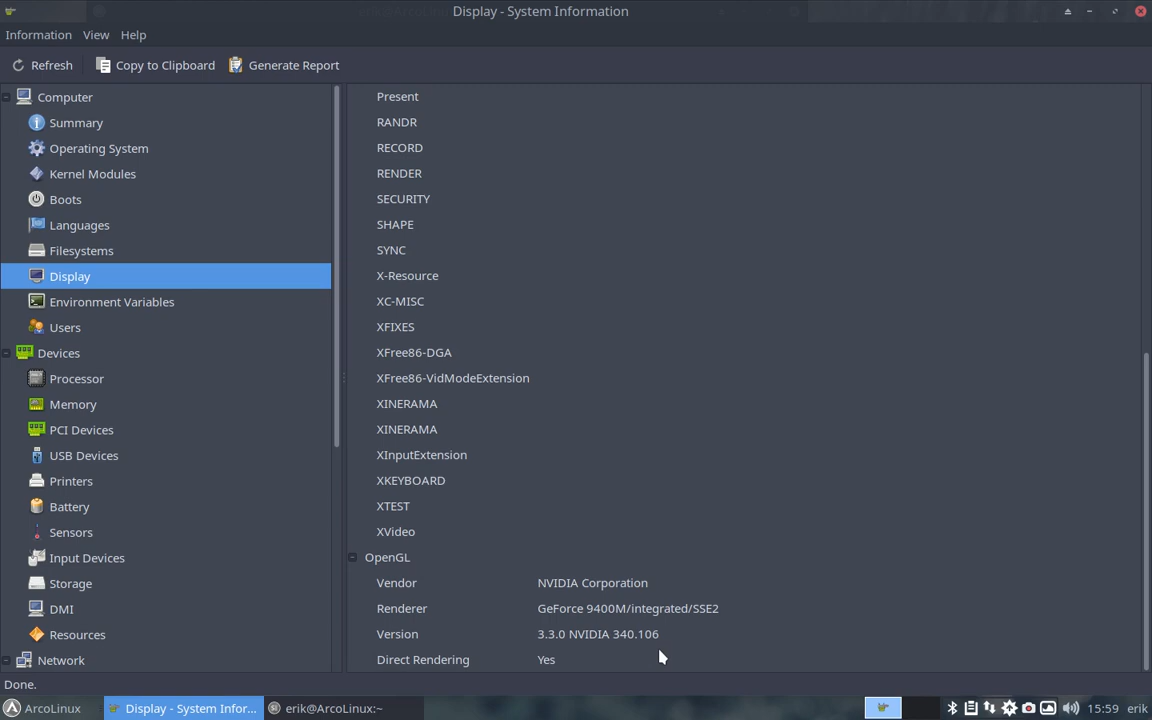 Display - System Information
Information View Help
Refresh Copy to Clipboard Generate Report
Computer
Summary
Operating System
Kernel Modules
Boots
Languages
Filesystems
Display
Environment Variables
Users
Devices
Processor
Memory
PCI Devices
USB Devices
Printers
Battery
Sensors
Input Devices
Storage
DMI
Resources
Network
Present
RANDR
RECORD
RENDER
SECURITY
SHAPE
SYNC
X-Resource
XC-MISC
XFIXES
XFree86-DGA
XFree86-VidModeExtension
XINERAMA
XINERAMA
XInputExtension
XKEYBOARD
XTEST
XVideo
OpenGL
Vendor NVIDIA Corporation
Renderer GeForce 9400M/integrated/SSE2
Version 3.3.0 NVIDIA 340.106
Direct Rendering Yes
Done.
ArcoLinux Display - System Infor... erik@ArcoLinux:~ 15:59 erik